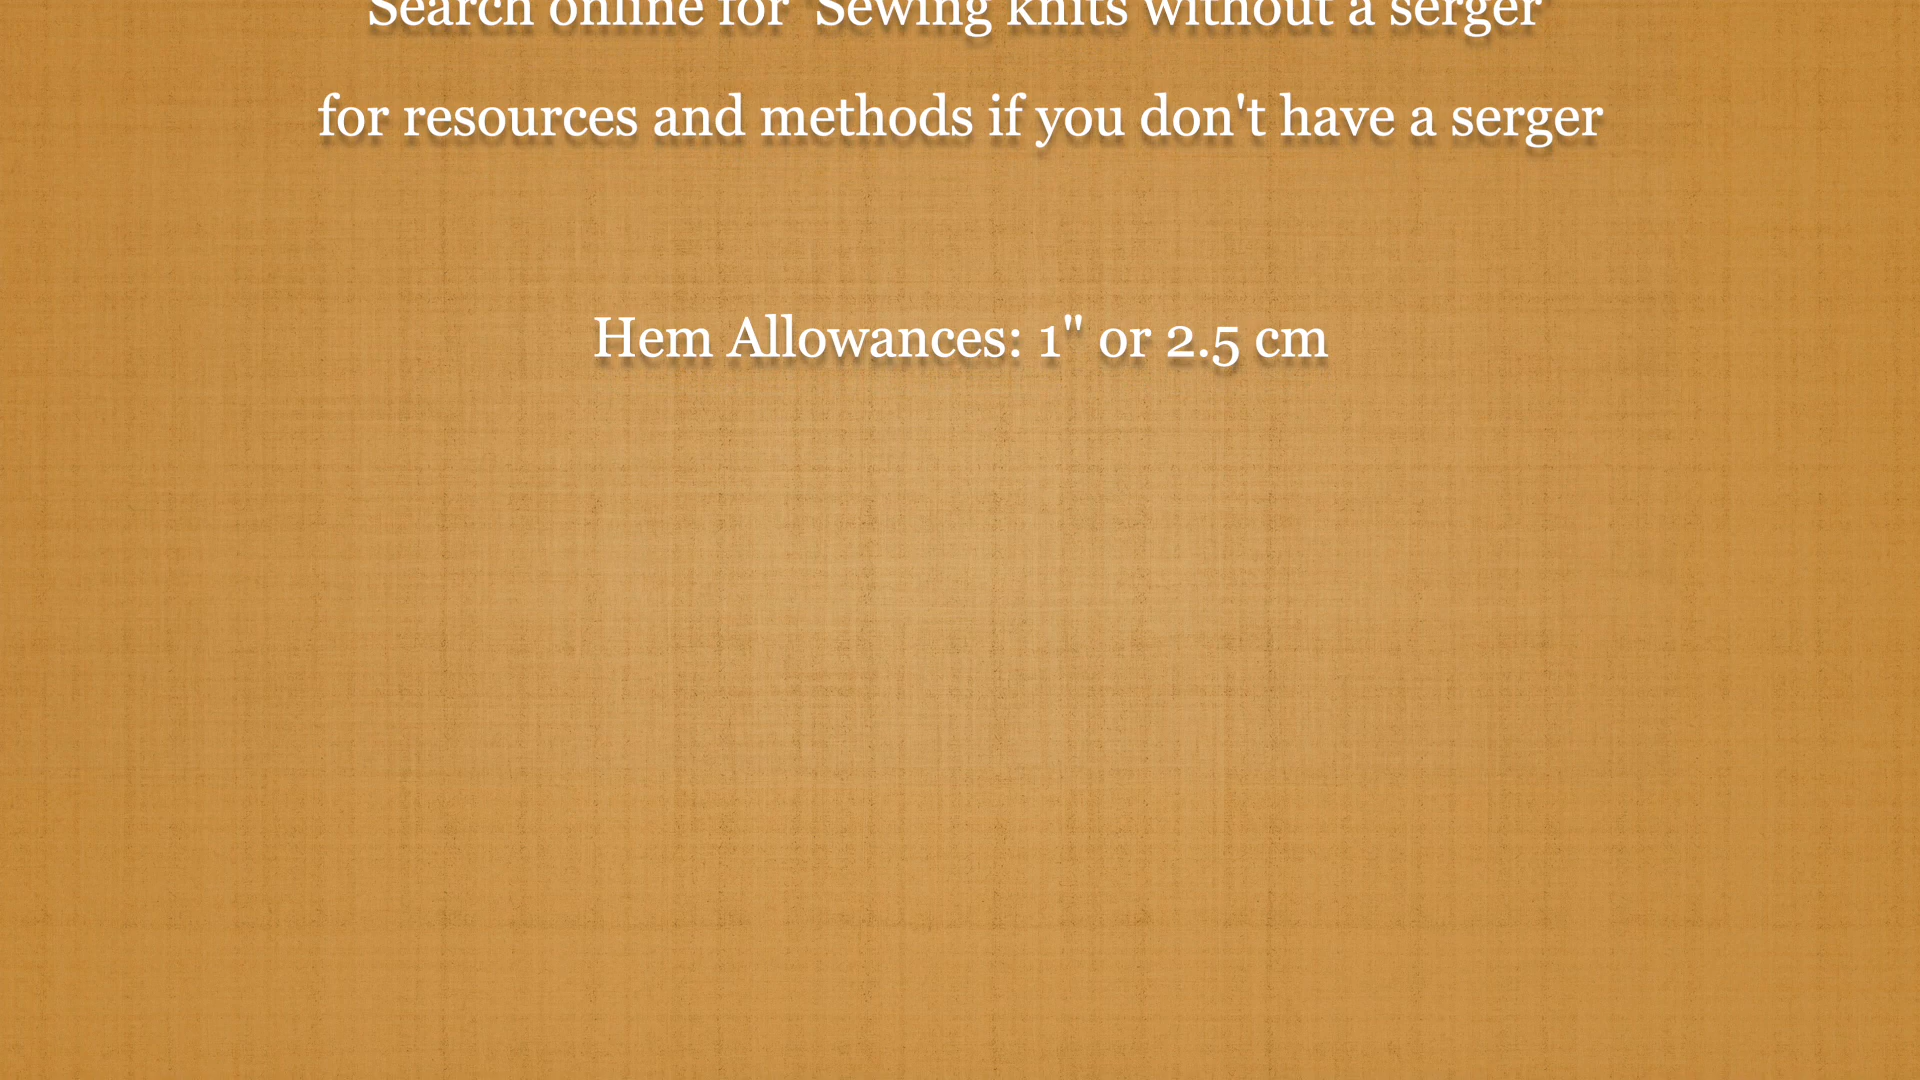 Search online for 'Sewing knits without a serger'
for resources and methods if you don't have a serger
Hem Allowances: 1" or 2.5 cm